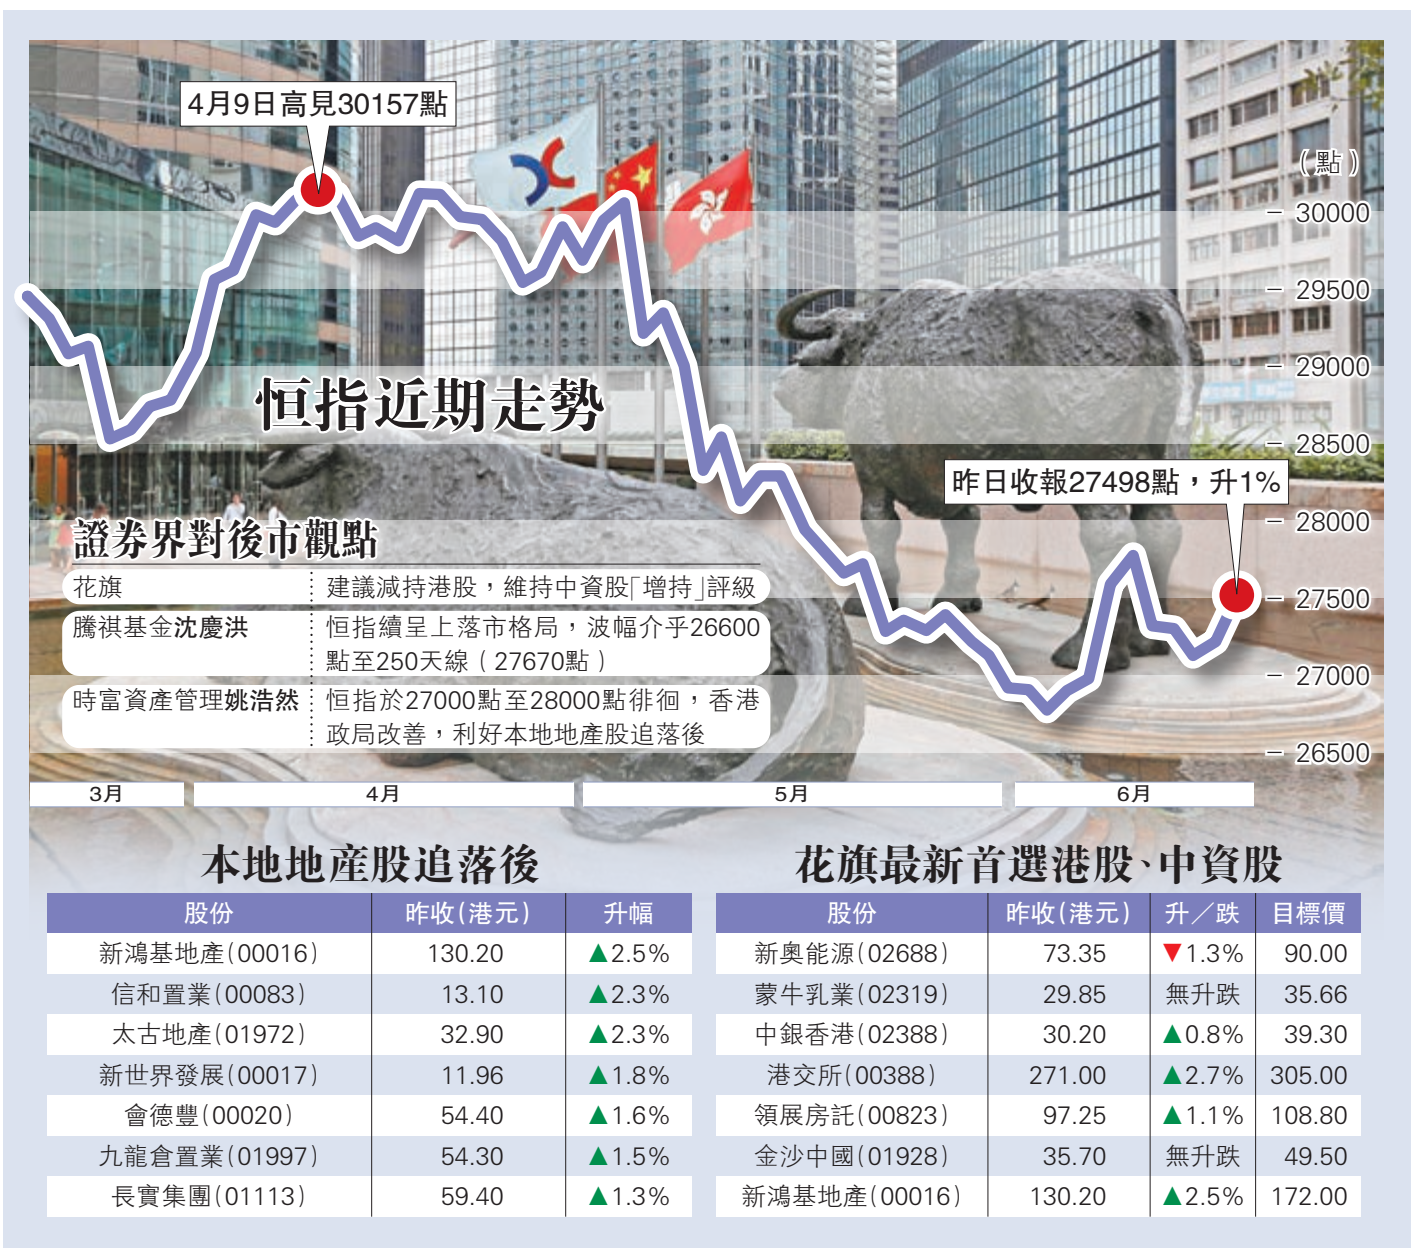 4月9日高見30157點
(點)
30000
29500
29000
28500
28000
27500
27000
26500
恒指近期走勢
昨日收報27498點，升1%
證券界對後市觀點
花旗 建議減持港股，維持中資股「增持」評級
騰祺基金沈慶洪 恒指續呈上落市格局，波幅介乎26600
點至250天線（27670點）
時富資產管理姚浩然 恒指於27000點至28000點徘徊，香港
政局改善，利好本地地產股追落後
3月 4月 5月 6月
本地地產股追落後
股份 昨收(港元) 升幅
新鴻基地產(00016) 130.20 ▲2.5%
信和置業(00083) 13.10 ▲2.3%
太古地產(01972) 32.90 ▲2.3%
新世界發展(00017) 11.96 ▲1.8%
會德豐(00020) 54.40 ▲1.6%
九龍倉置業(01997) 54.30 ▲1.5%
長實集團(01113) 59.40 ▲1.3%
花旗最新首選港股、中資股
股份 昨收(港元) 升／跌 目標價
新奧能源(02688) 73.35 ▼1.3% 90.00
蒙牛乳業(02319) 29.85 無升跌 35.66
中銀香港(02388) 30.20 ▲0.8% 39.30
港交所(00388) 271.00 ▲2.7% 305.00
領展房託(00823) 97.25 ▲1.1% 108.80
金沙中國(01928) 35.70 無升跌 49.50
新鴻基地產(00016) 130.20 ▲2.5% 172.00